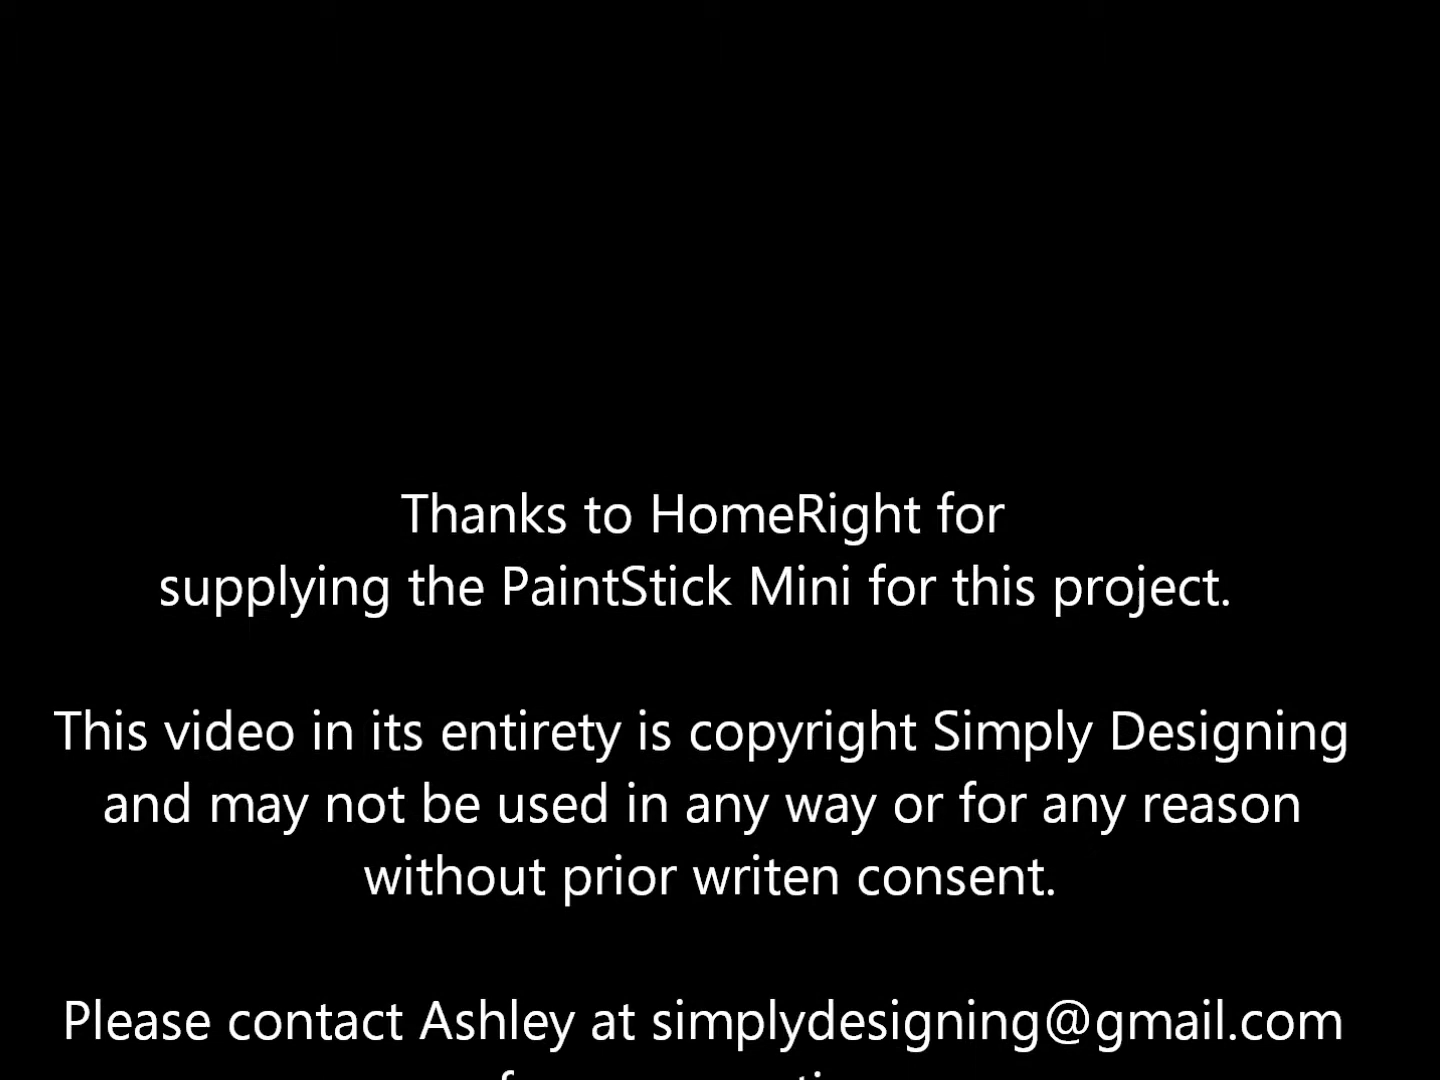 Thanks to HomeRight for
supplying the PaintStick Mini for this project.
This video in its entirety is copyright Simply Designing
and may not be used in any way or for any reason
without prior writen consent.
Please contact Ashley at simplydesigning@gmail.com